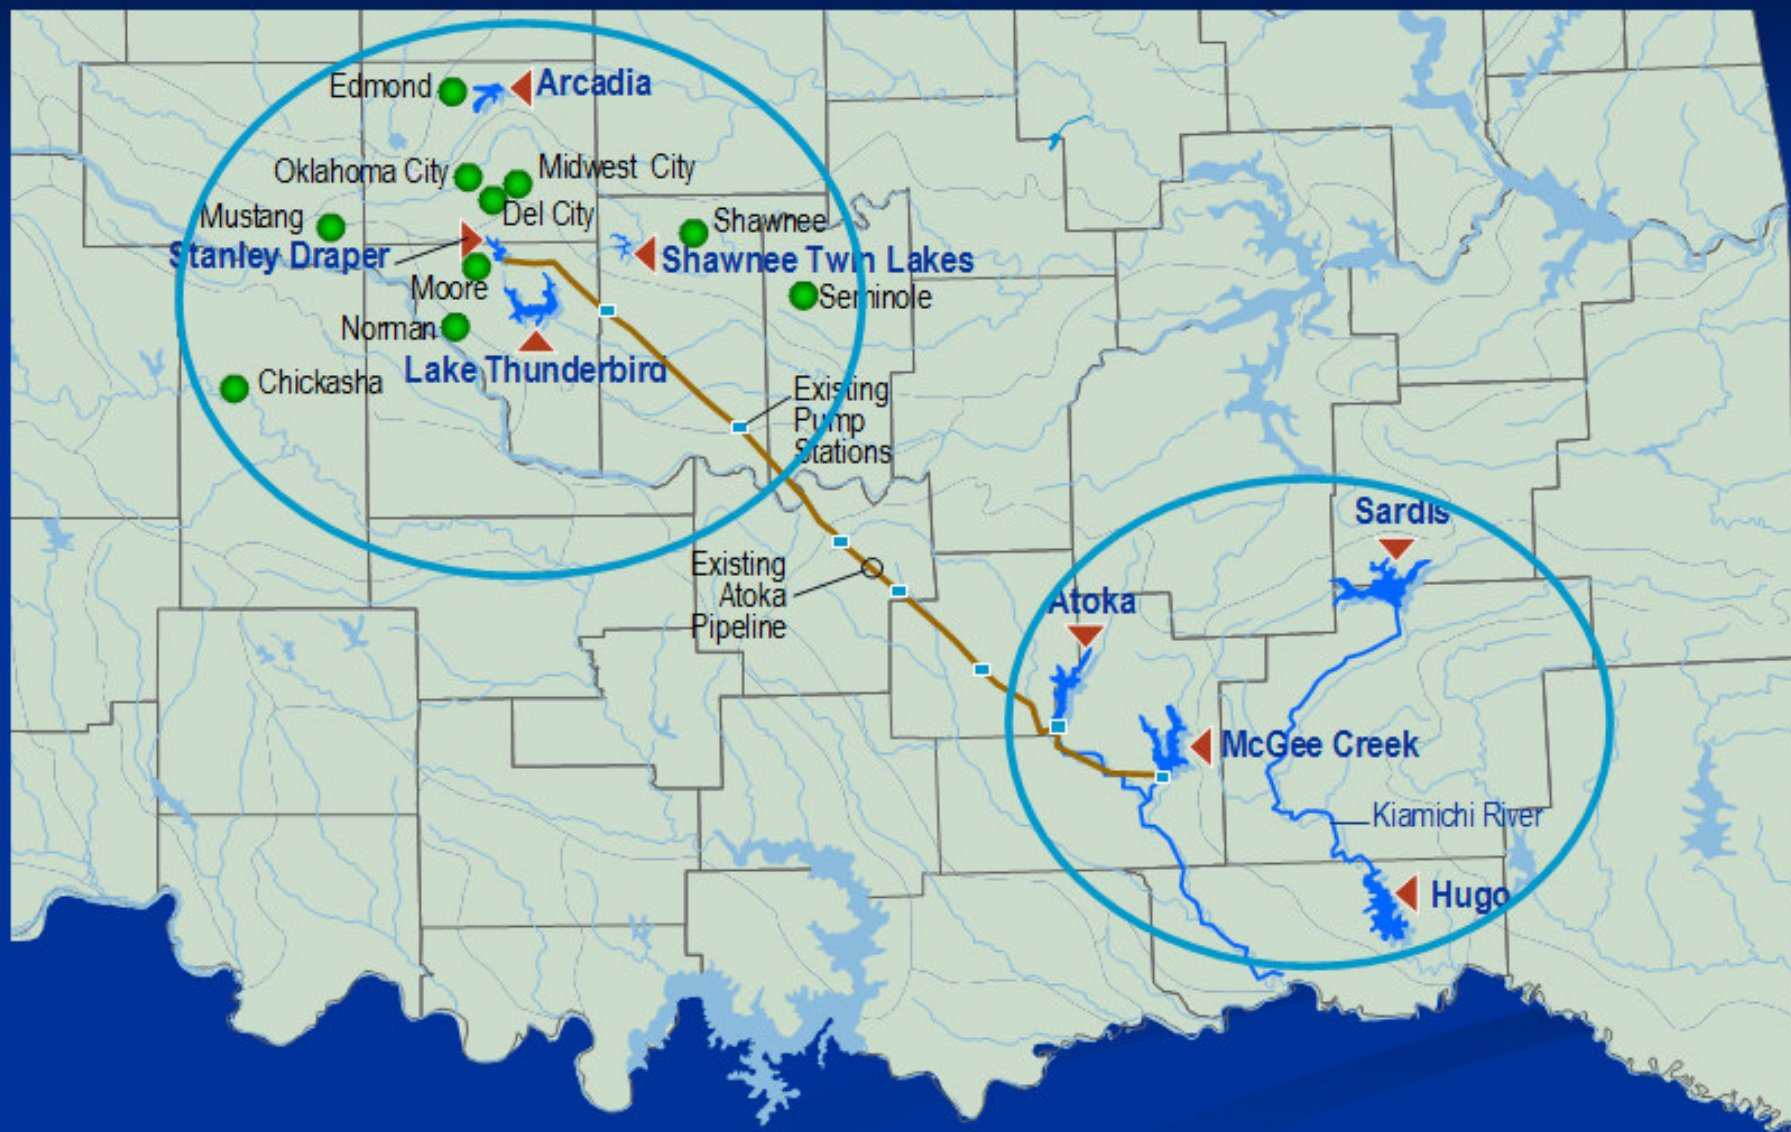 Edmond
Arcadia
Oklahoma City
Midwest City
Mustang
Del City
Shawnee
Stanley Draper
Shawnee Twin Lakes
Moore
Seminole
Norman
Lake Thunderbird
Chickasha
Existing
Pump
Stations
Sardis
Existing
Atoka
Pipeline
Atoka
McGee Creek
Kiamichi River
Hugo